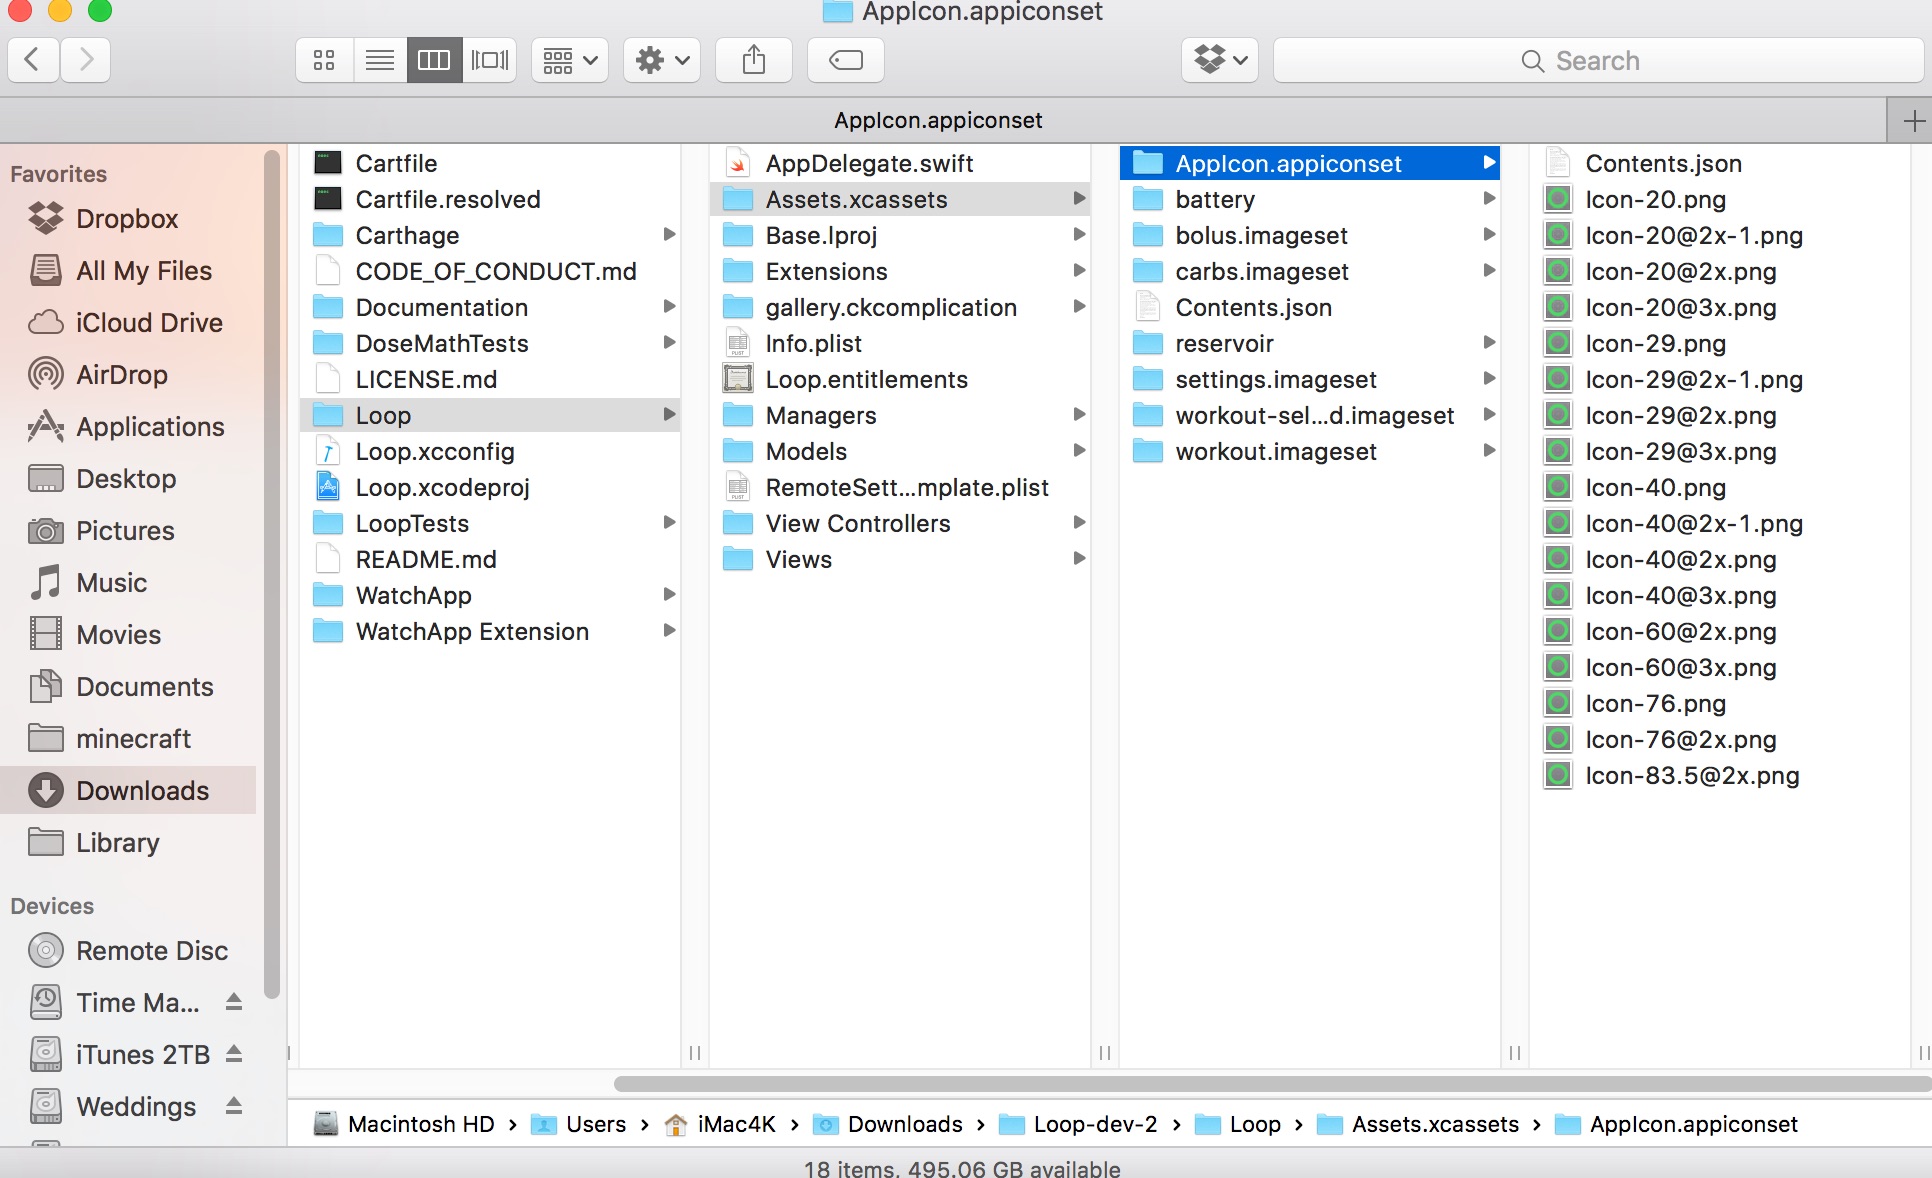 AppIcon.appiconset
Search
AppIcon.appiconset
Favorites
Dropbox
All My Files
iCloud Drive
AirDrop
Applications
Desktop
Pictures
Music
Movies
Documents
minecraft
Downloads
Library
Devices
Remote Disc
Time Ma...
iTunes 2TB
Weddings
Cartfile
Cartfile.resolved
Carthage
CODE_OF_CONDUCT.md
Documentation
DoseMathTests
LICENSE.md
Loop
Loop.xcconfig
Loop.xcodeproj
LoopTests
README.md
WatchApp
WatchApp Extension
AppDelegate.swift
Assets.xcassets
Base.lproj
Extensions
gallery.ckcomplication
Info.plist
Loop.entitlements
Managers
Models
RemoteSett...mplate.plist
View Controllers
Views
AppIcon.appiconset
battery
bolus.imageset
carbs.imageset
Contents.json
reservoir
settings.imageset
workout-sel...d.imageset
workout.imageset
Contents.json
Icon-20.png
Icon-20@2x-1.png
Icon-20@2x.png
Icon-20@3x.png
Icon-29.png
Icon-29@2x-1.png
Icon-29@2x.png
Icon-29@3x.png
Icon-40.png
Icon-40@2x-1.png
Icon-40@2x.png
Icon-40@3x.png
Icon-60@2x.png
Icon-60@3x.png
Icon-76.png
Icon-76@2x.png
Icon-83.5@2x.png
Macintosh HD › Users › iMac4K › Downloads › Loop-dev-2 › Loop › Assets.xcassets › AppIcon.appiconset
18 items, 495.06 GB available